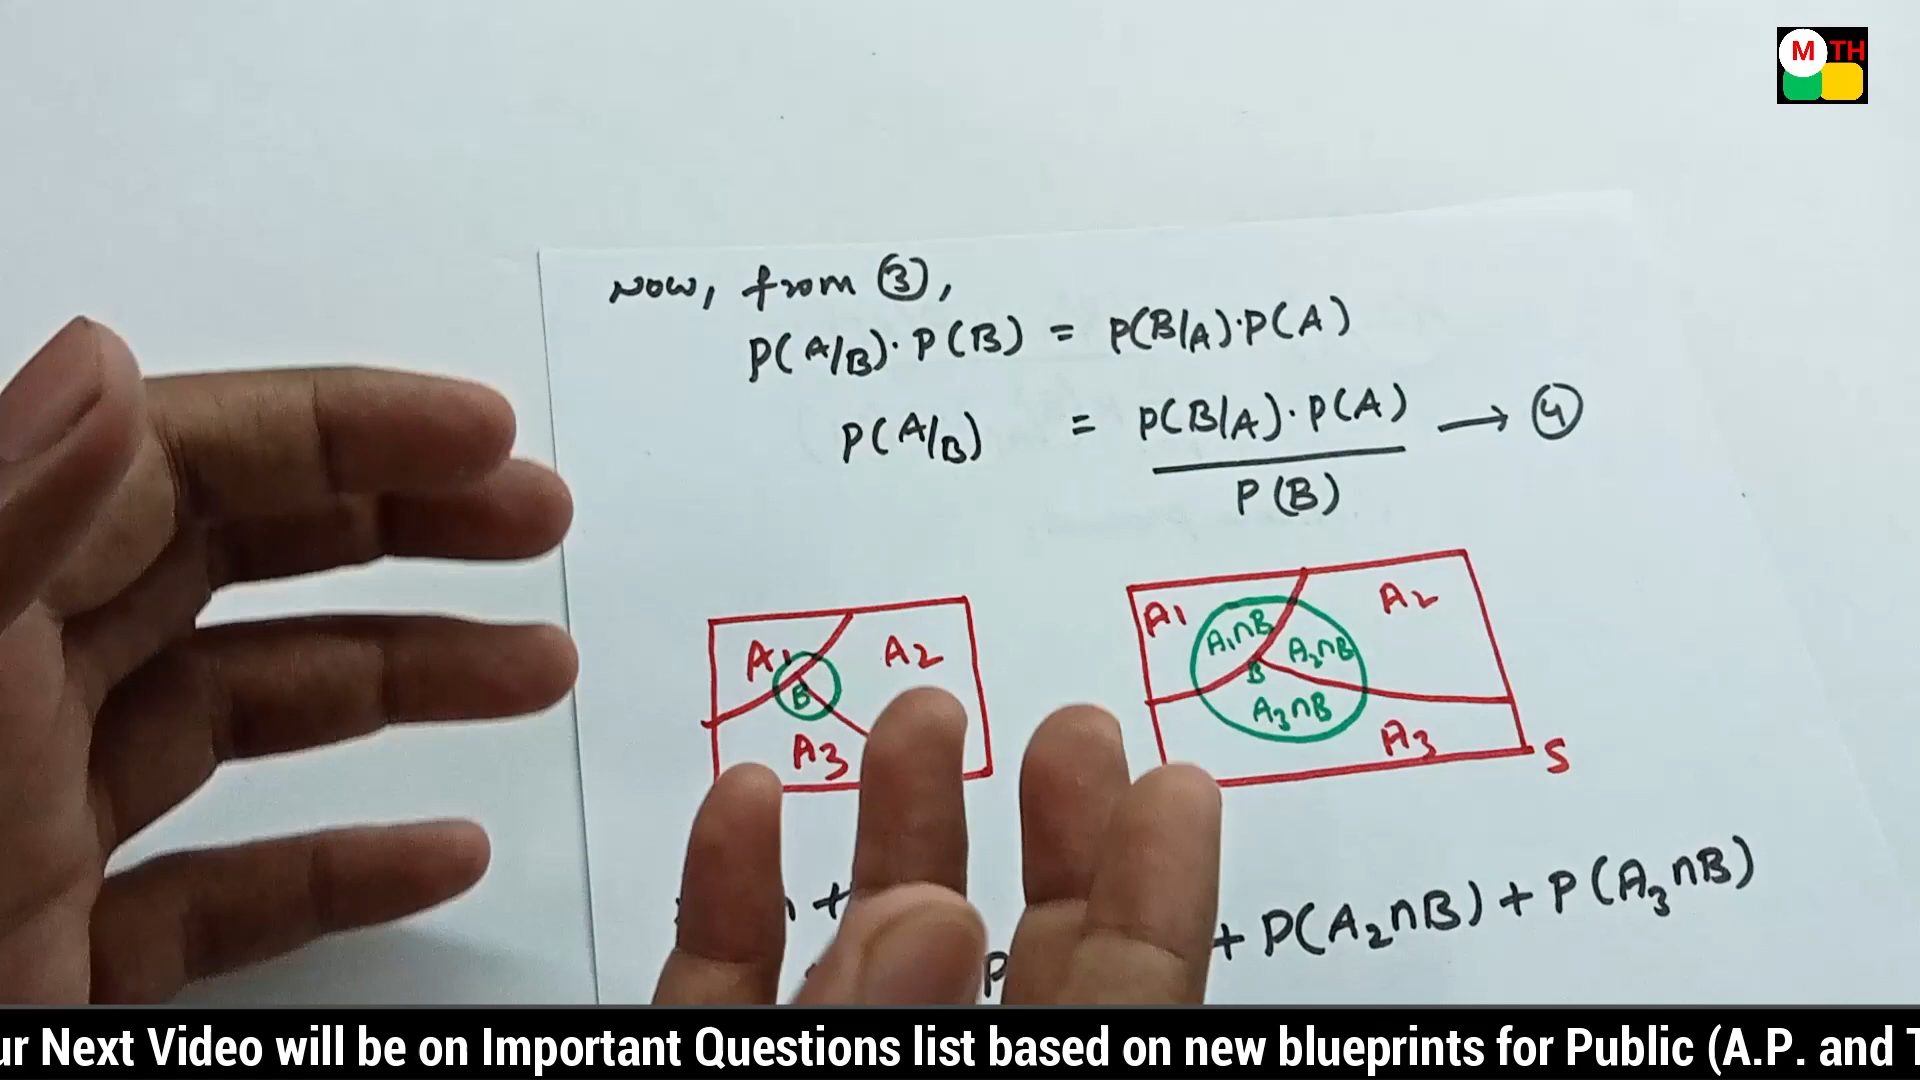 M TH
Now, from ③,
P(A/B)·P(B) = P(B/A)·P(A)
P(A/B) = P(B/A)·P(A) → ④
P(B)
A1 A2
B
A3
A1 A2
A1∩B A2∩B
B
A3∩B
A3 S
+ P(A2∩B) + P(A3∩B)
ur Next Video will be on Important Questions list based on new blueprints for Public (A.P. and T